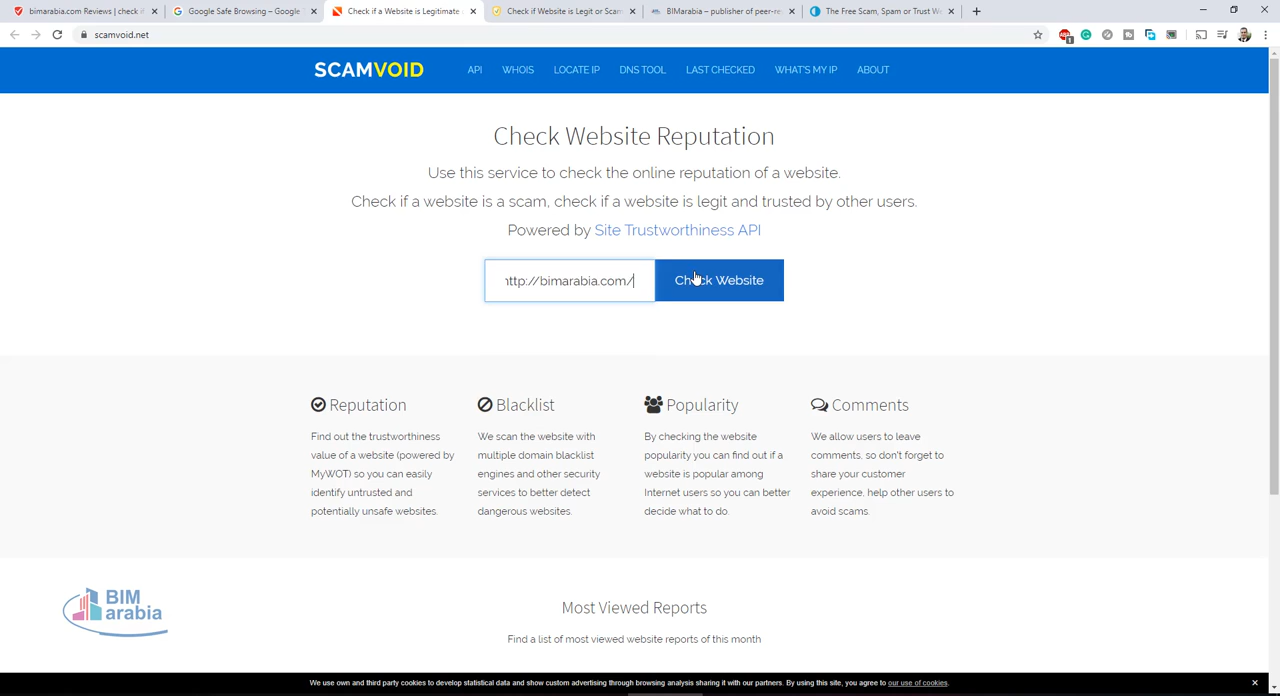 bimarabia.com Reviews | check if
Google Safe Browsing – Google
Check if a Website is Legitimate
Check if Website is Legit or Scam
BIMarabia – publisher of peer-re
The Free Scam, Spam or Trust W
scamvoid.net
SCAMVOID
API
WHOIS
LOCATE IP
DNS TOOL
LAST CHECKED
WHAT'S MY IP
ABOUT
Check Website Reputation
Use this service to check the online reputation of a website.
Check if a website is a scam, check if a website is legit and trusted by other users.
Powered by Site Trustworthiness API
http://bimarabia.com/
Check Website
Reputation
Find out the trustworthiness
value of a website (powered by
MyWOT) so you can easily
identify untrusted and
potentially unsafe websites.
Blacklist
We scan the website with
multiple domain blacklist
engines and other security
services to better detect
dangerous websites.
Popularity
By checking the website
popularity you can find out if a
website is popular among
Internet users so you can better
decide what to do.
Comments
We allow users to leave
comments, so don't forget to
share your customer
experience, help other users to
avoid scams.
BIM
arabia
Most Viewed Reports
Find a list of most viewed website reports of this month
We use own and third party cookies to develop statistical data and show custom advertising through browsing analysis sharing it with our partners. By using this site, you agree to our use of cookies.